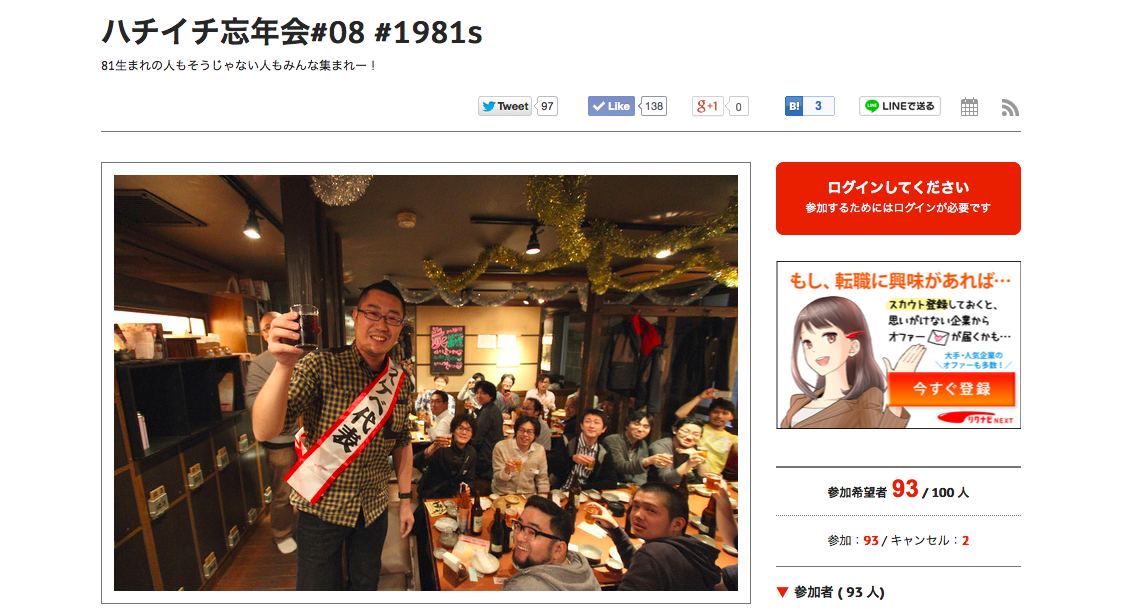 ハチイチ忘年会#08 #1981s
81生まれの人もそうじゃない人もみんな集まれー！
Tweet 97 Like 138 g+1 0 B! 3 LINEで送る
ログインしてください
参加するためにはログインが必要です
スケベ代表
もし、転職に興味があれば…
スカウト登録しておくと、
思いがけない企業から
オファーが届くかも…
大手・人気企業の
オファーも多数！
今すぐ登録
リクナビNEXT
参加希望者 93 / 100 人
参加：93 / キャンセル：2
▼ 参加者 ( 93 人)